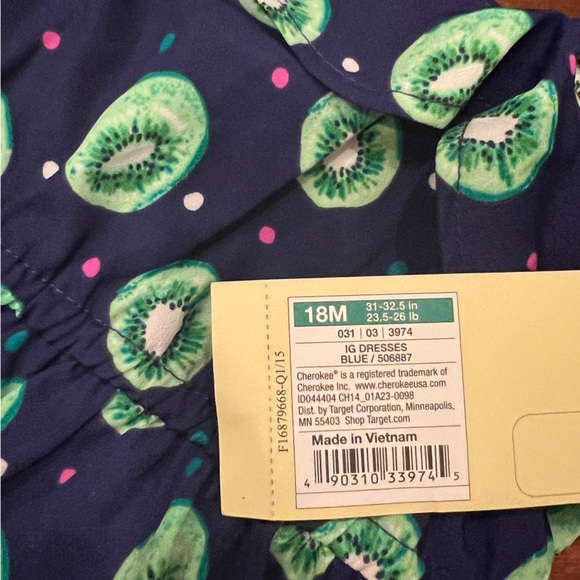 18M
31-32.5 in
23.5-26 lb
031 | 03 | 3974
IG DRESSES
BLUE / 506887
Cherokee® is a registered trademark of
Cherokee Inc. www.cherokeeusa.com
ID044404 CH14_01A23-0098
Dist. by Target Corporation, Minneapolis,
MN 55403 Shop Target.com
Made in Vietnam
4 90310 33974 5
F16879668-Q11/15